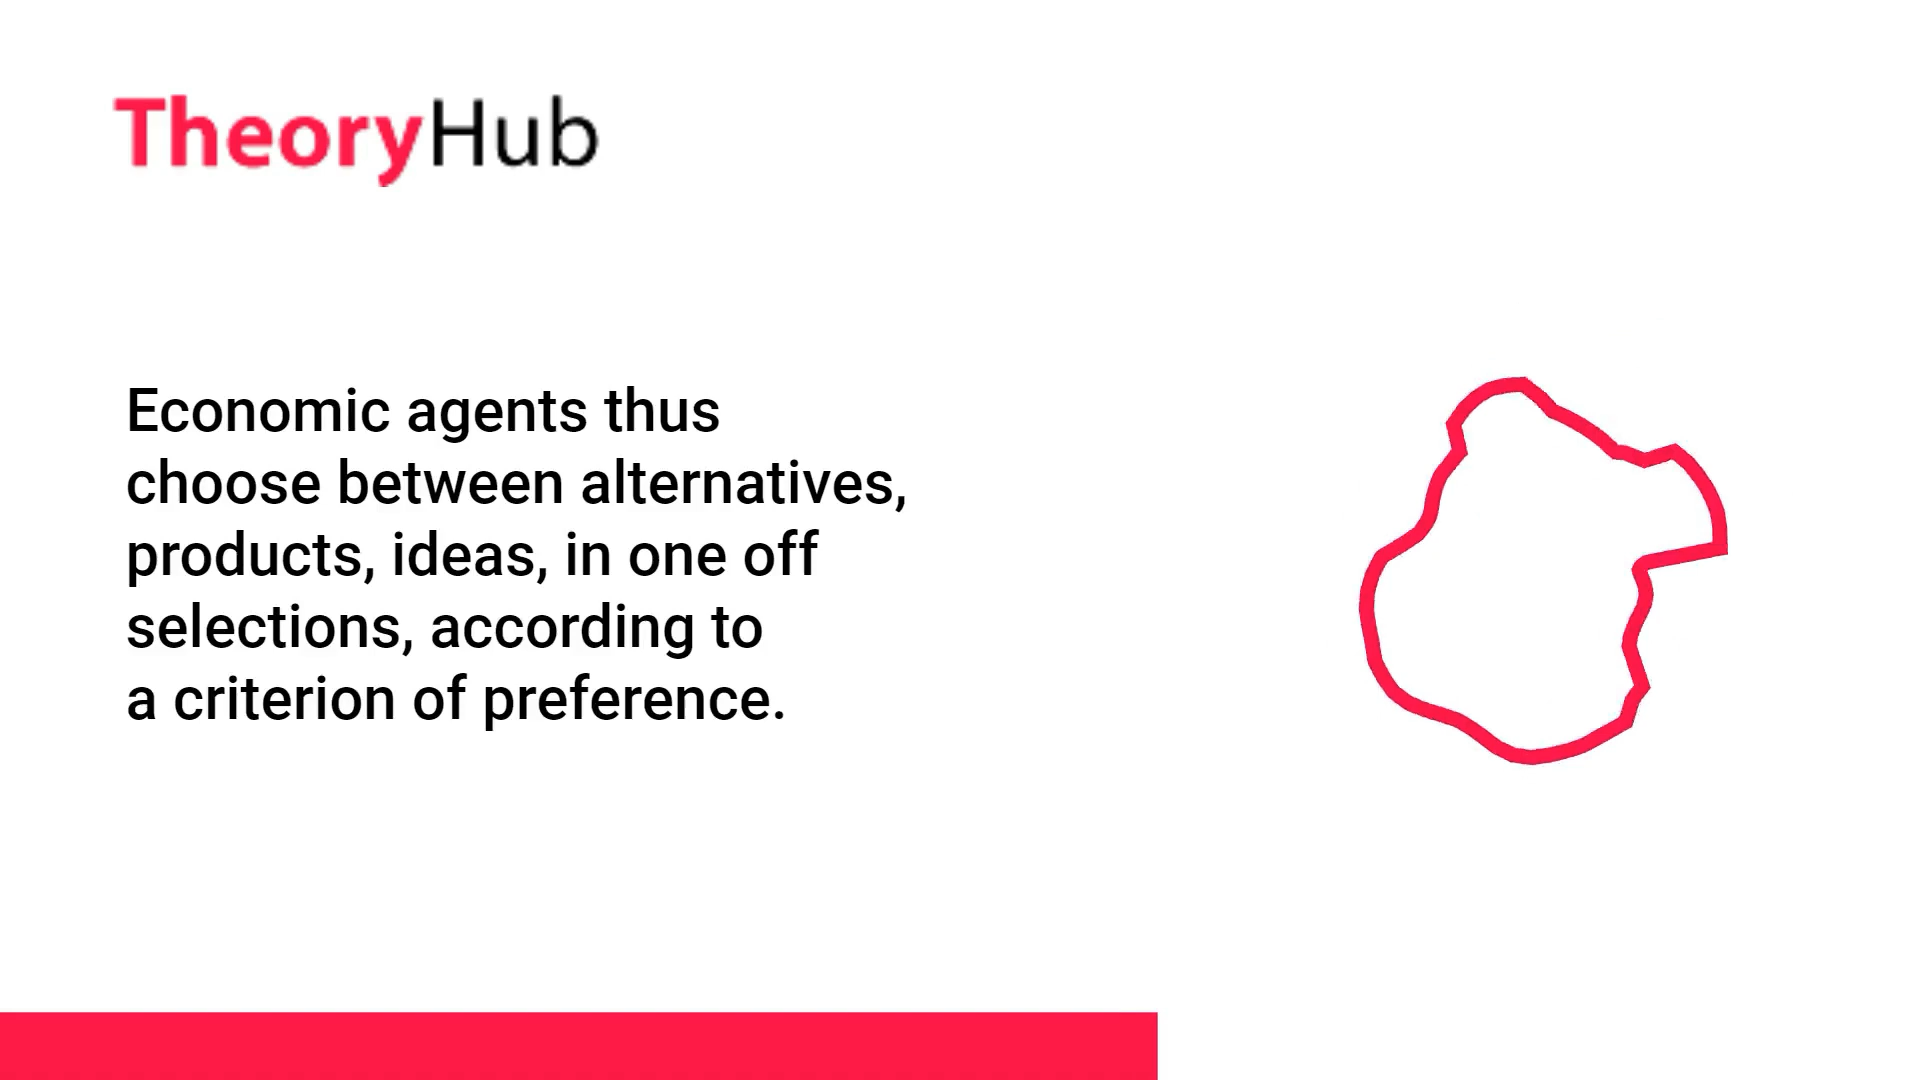 TheoryHub
Economic agents thus
choose between alternatives,
products, ideas, in one off
selections, according to
a criterion of preference.